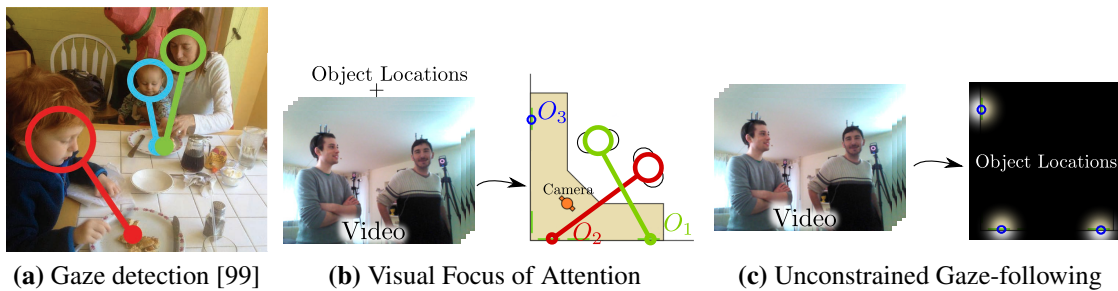 Object Locations
+
Video
O3
Camera
O2
O1
Video
Object Locations
(a) Gaze detection [99]
(b) Visual Focus of Attention
(c) Unconstrained Gaze-following